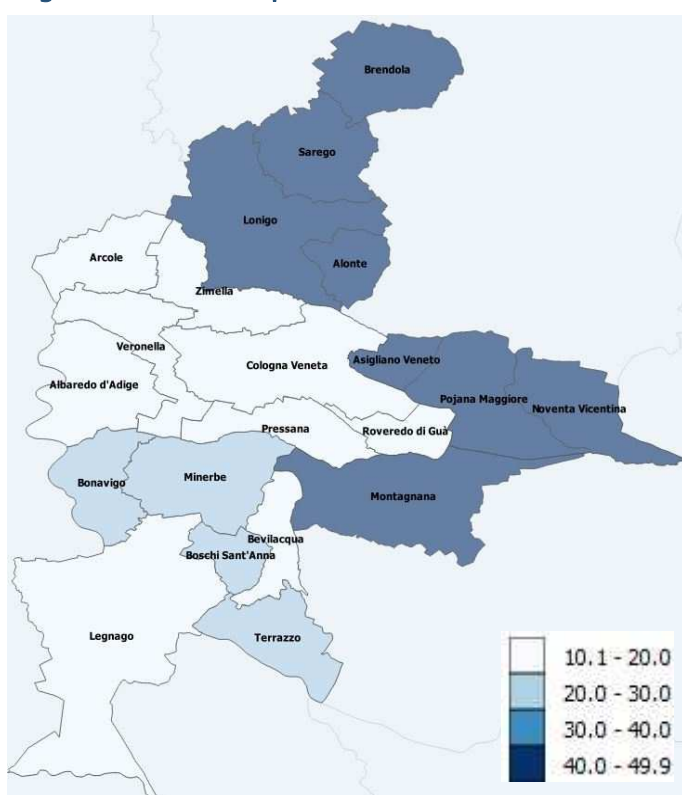 Brendola
Sarego
Lonigo
Arcole
Alonte
Zimella
Veronella
Asigliano Veneto
Cologna Veneta
Albaredo d'Adige
Pojana Maggiore
Noventa Vicentina
Pressana
Roveredo di Guà
Minerbe
Bonavigo
Montagnana
Bevilacqua
Boschi Sant'Anna
Legnago
Terrazzo
10.1 - 20.0
20.0 - 30.0
30.0 - 40.0
40.0 - 49.9